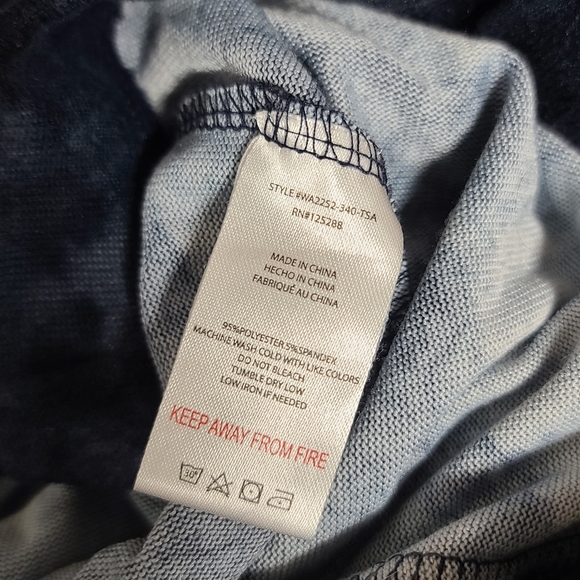 STYLE #WA2252-340-TSA
RN#125288
MADE IN CHINA
HECHO IN CHINA
FABRIQUÉ AU CHINA
95%POLYESTER 5%SPANDEX
MACHINE WASH COLD WITH LIKE COLORS
DO NOT BLEACH
TUMBLE DRY LOW
LOW IRON IF NEEDED
KEEP AWAY FROM FIRE
30°